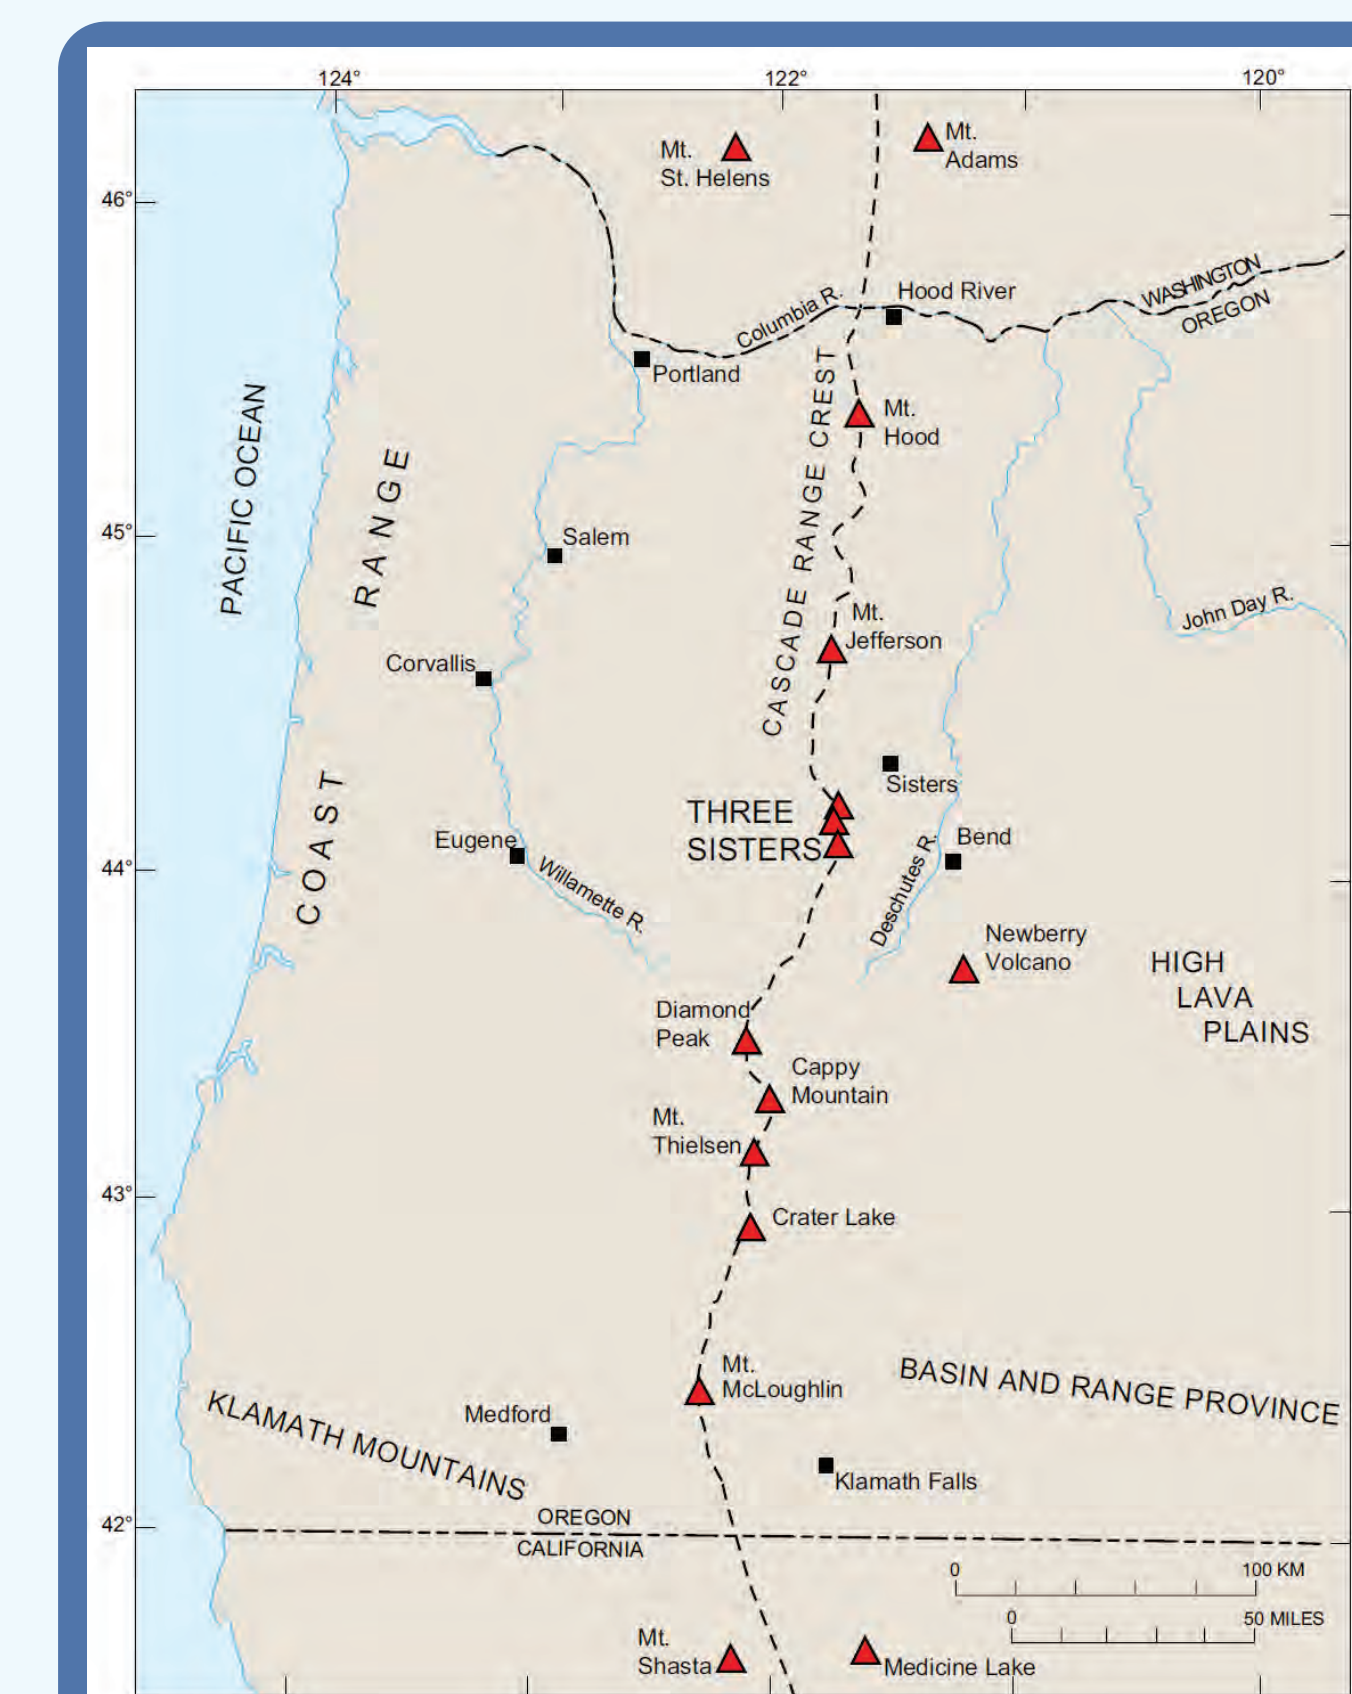 124°
122°
120°
Mt.
Adams
Mt.
St. Helens
46°
WASHINGTON
OREGON
Hood River
Columbia R.
Portland
CASCADE RANGE CREST
Mt.
Hood
PACIFIC OCEAN
COAST RANGE
45°
Salem
John Day R.
Mt.
Jefferson
Corvallis
Sisters
THREE
SISTERS
Bend
Eugene
44°
Willamette R.
Deschutes R.
Newberry
Volcano
HIGH
LAVA
PLAINS
Diamond
Peak
Cappy
Mountain
Mt.
Thielsen
43°
Crater Lake
Mt.
McLoughlin
BASIN AND RANGE PROVINCE
KLAMATH MOUNTAINS
Medford
Klamath Falls
42°
OREGON
CALIFORNIA
0 100 KM
0 50 MILES
Mt.
Shasta
Medicine Lake